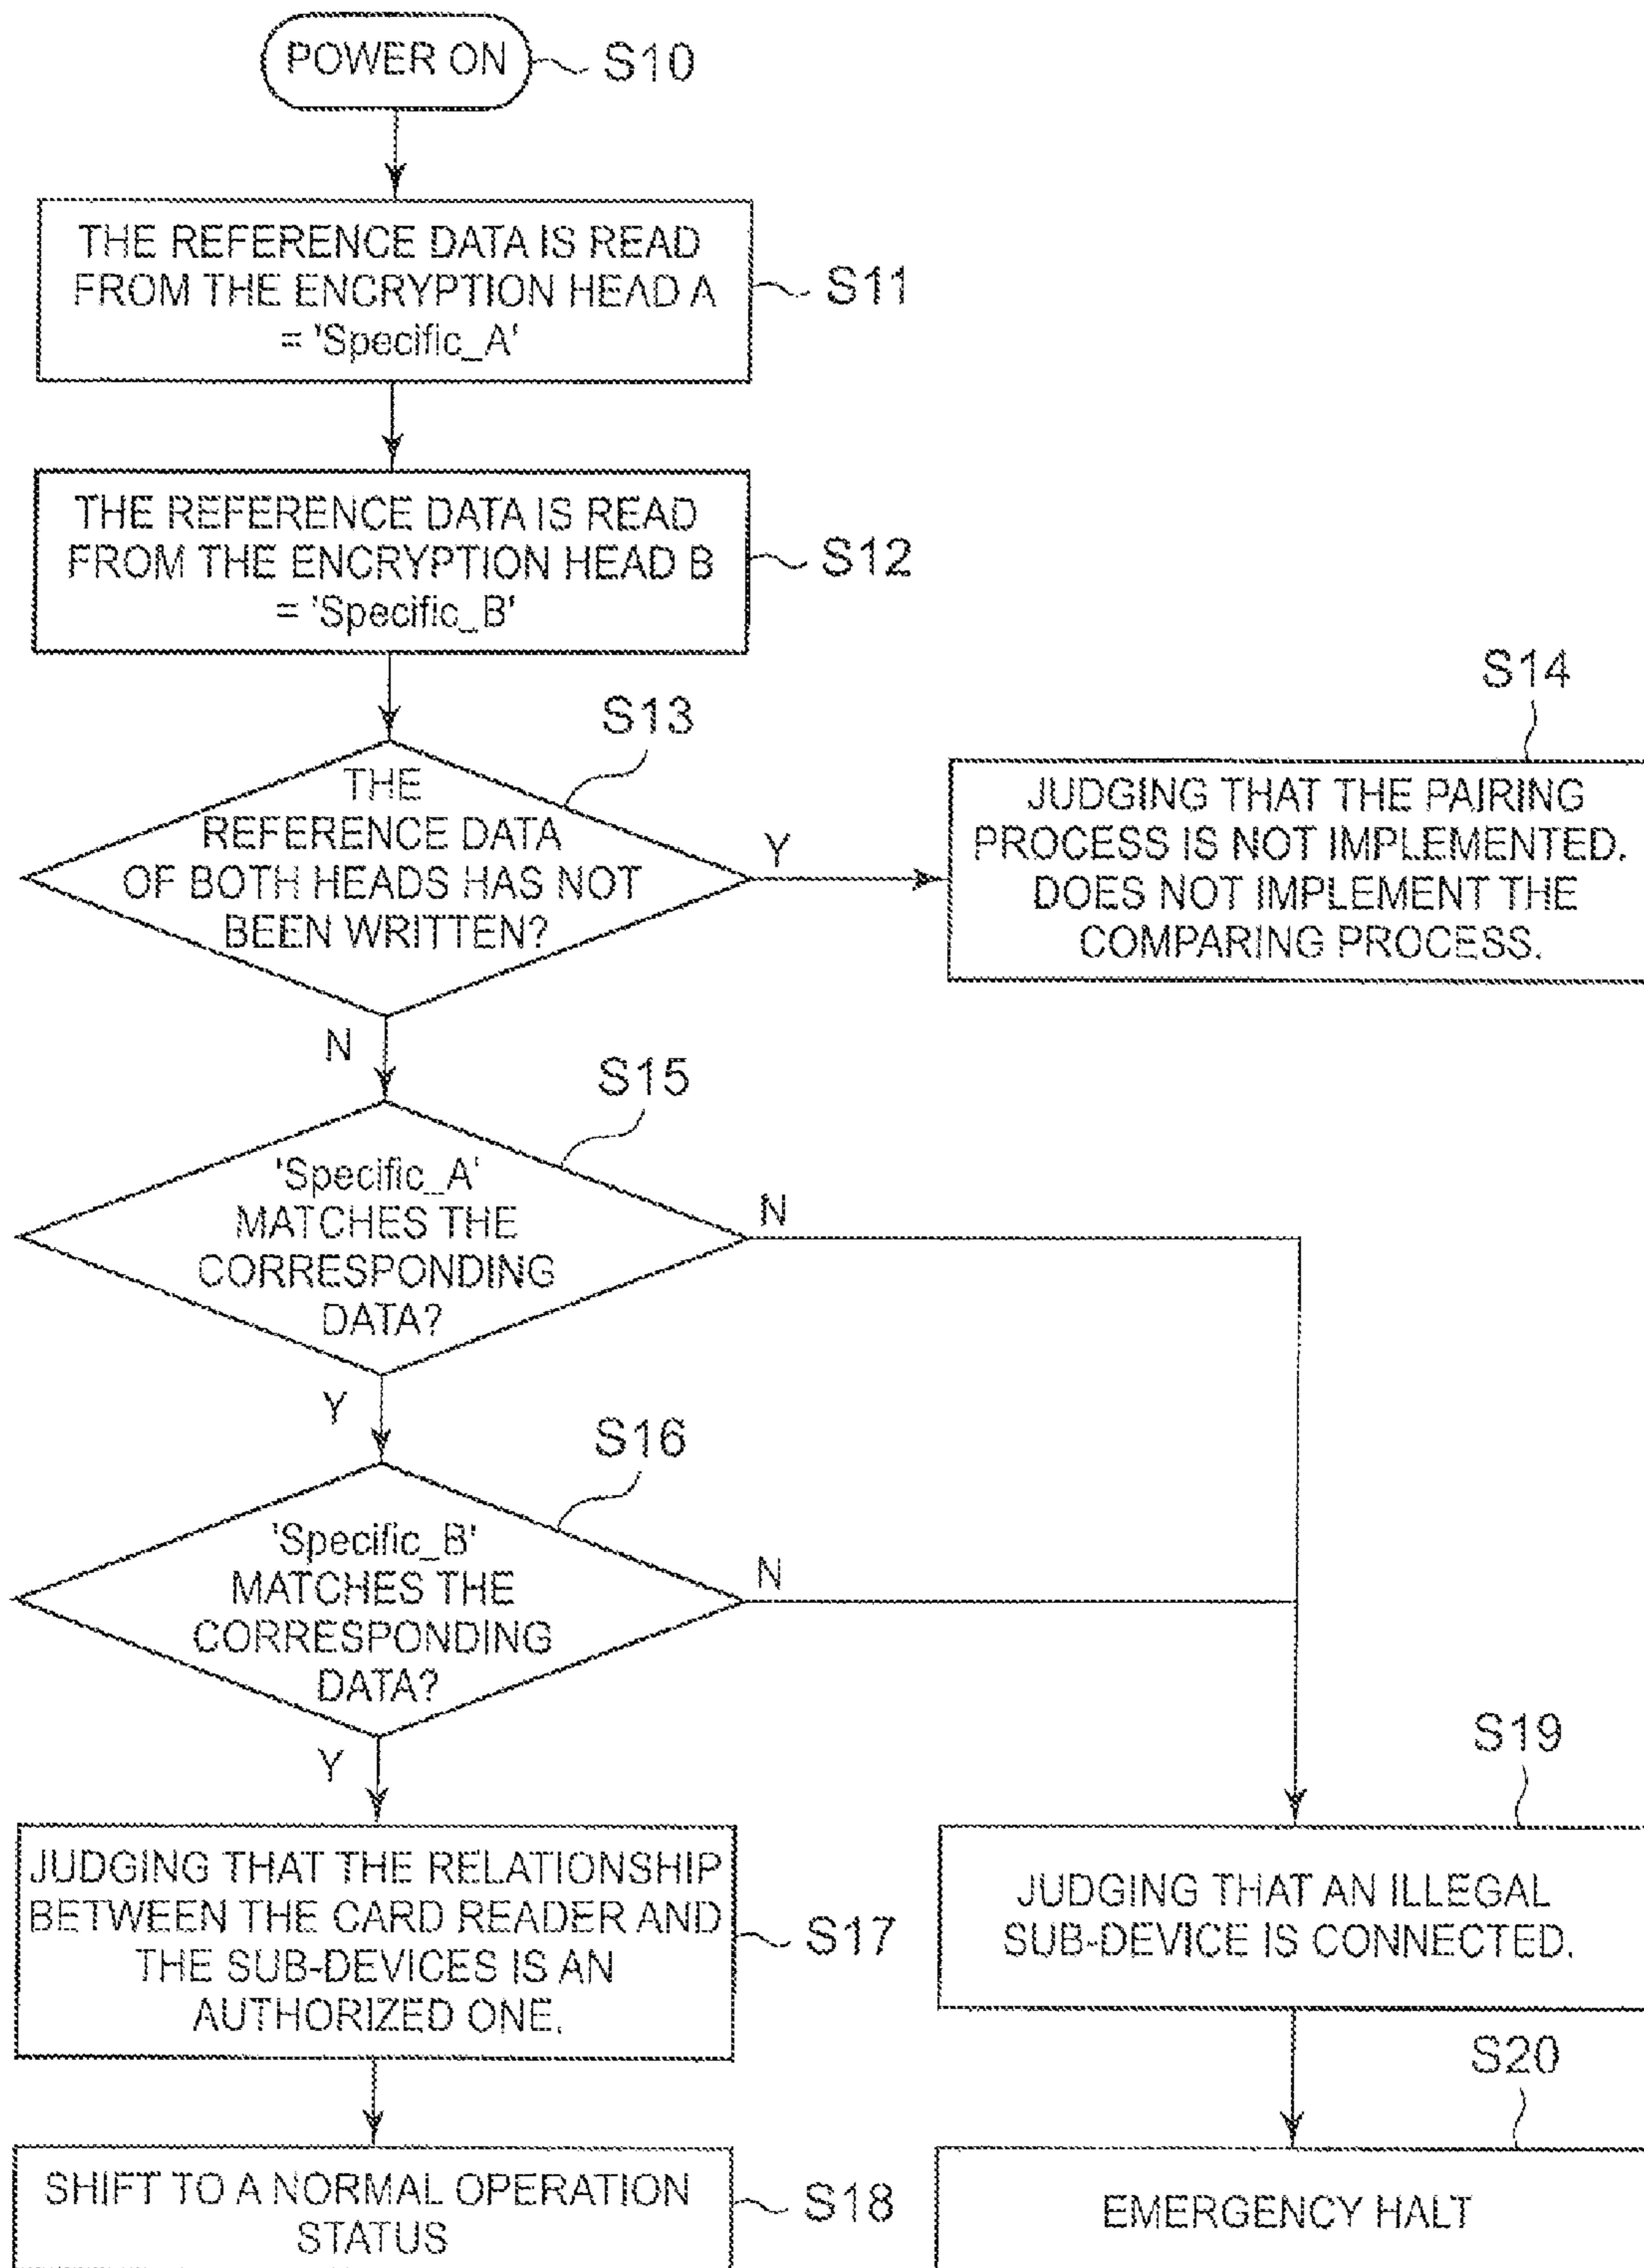 POWER ON
S10
THE REFERENCE DATA IS READ
FROM THE ENCRYPTION HEAD A
= 'Specific_A'
S11
THE REFERENCE DATA IS READ
FROM THE ENCRYPTION HEAD B
= 'Specific_B'
S12
S13
THE
REFERENCE DATA
OF BOTH HEADS HAS NOT
BEEN WRITTEN?
Y
S14
JUDGING THAT THE PAIRING
PROCESS IS NOT IMPLEMENTED.
DOES NOT IMPLEMENT THE
COMPARING PROCESS.
N
S15
'Specific_A'
MATCHES THE
CORRESPONDING
DATA?
N
Y
S16
'Specific_B'
MATCHES THE
CORRESPONDING
DATA?
N
Y
JUDGING THAT THE RELATIONSHIP
BETWEEN THE CARD READER AND
THE SUB-DEVICES IS AN
AUTHORIZED ONE.
S17
S19
JUDGING THAT AN ILLEGAL
SUB-DEVICE IS CONNECTED.
SHIFT TO A NORMAL OPERATION
STATUS
S18
S20
EMERGENCY HALT